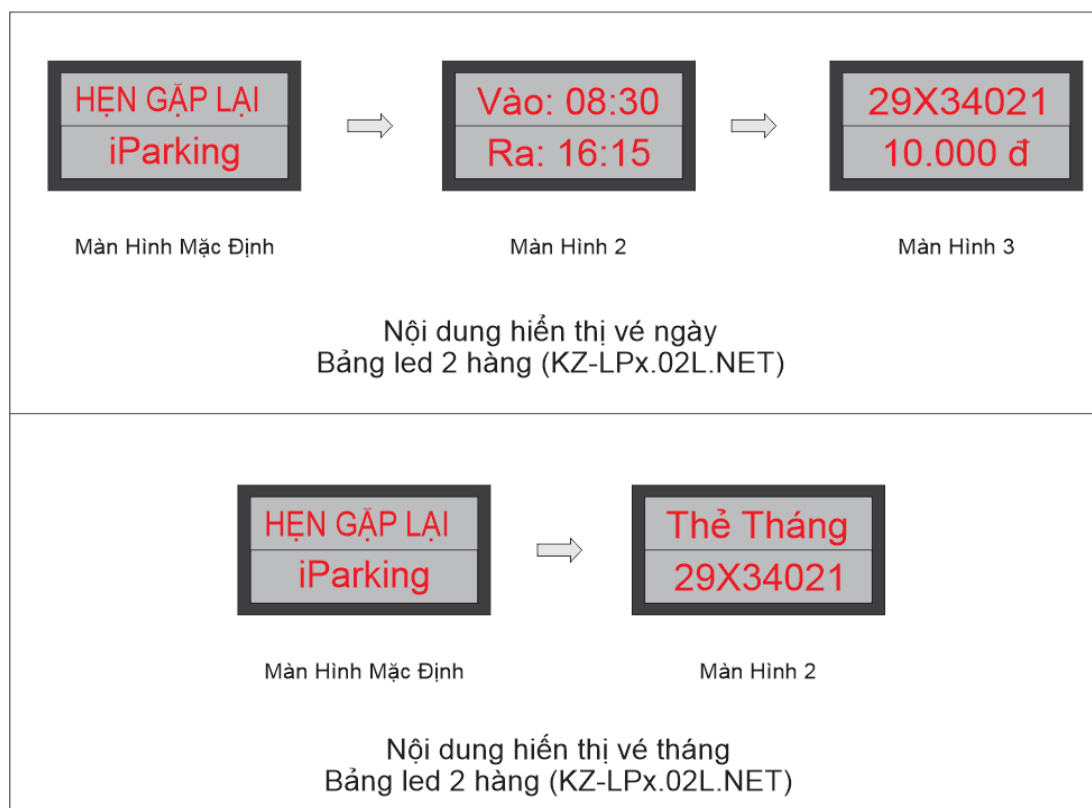 HẸN GẶP LẠI
iParking
Màn Hình Mặc Định
Vào: 08:30
Ra: 16:15
Màn Hình 2
29X34021
10.000 đ
Màn Hình 3
Nội dung hiển thị vé ngày
Bảng led 2 hàng (KZ-LPx.02L.NET)
HẸN GẶP LẠI
iParking
Màn Hình Mặc Định
Thẻ Tháng
29X34021
Màn Hình 2
Nội dung hiến thị vé tháng
Bảng led 2 hàng (KZ-LPx.02L.NET)